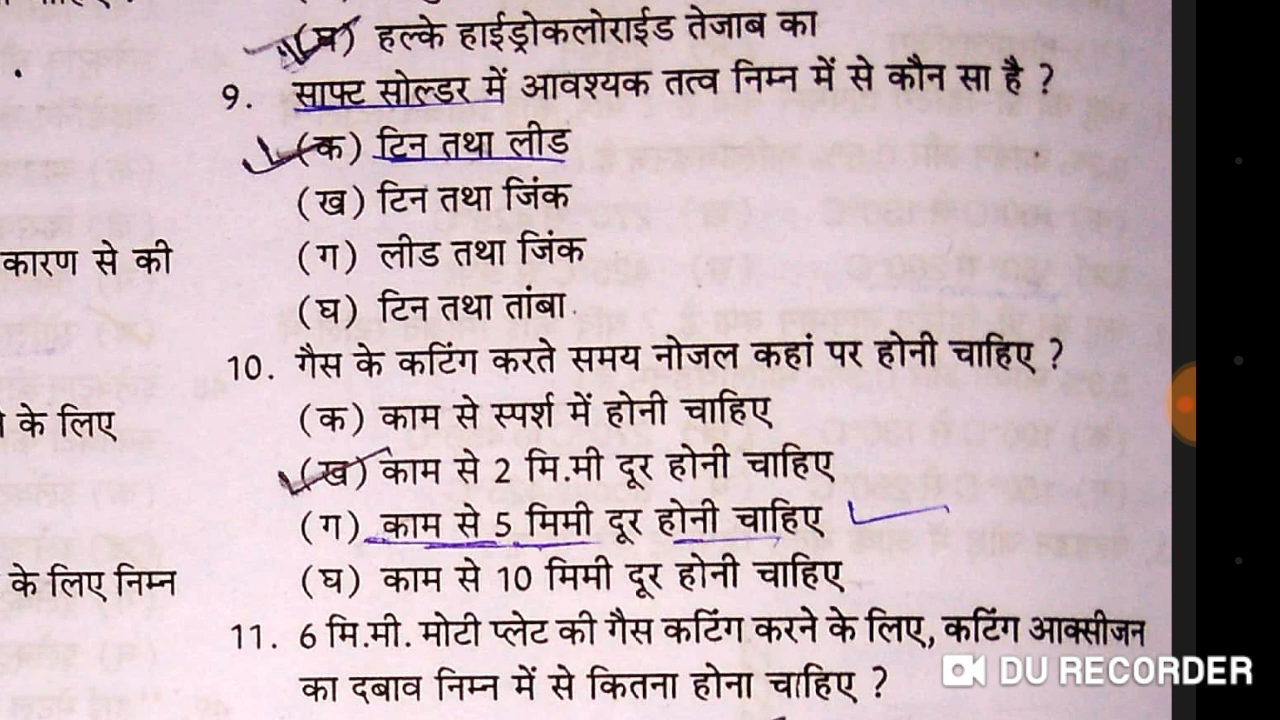 (घ) हल्के हाईड्रोकलोराईड तेजाब का
9. साफ्ट सोल्डर में आवश्यक तत्व निम्न में से कौन सा है ?
(क) टिन तथा लीड
(ख) टिन तथा जिंक
(ग) लीड तथा जिंक
(घ) टिन तथा तांबा.
10. गैस के कटिंग करते समय नोजल कहां पर होनी चाहिए ?
(क) काम से स्पर्श में होनी चाहिए
(ख) काम से 2 मि.मी दूर होनी चाहिए
(ग) काम से 5 मिमी दूर होनी चाहिए
(घ) काम से 10 मिमी दूर होनी चाहिए
11. 6 मि.मी. मोटी प्लेट की गैस कटिंग करने के लिए, कटिंग आक्सीजन
का दबाव निम्न में से कितना होना चाहिए ?
कारण से की
के लिए
के लिए निम्न
DU RECORDER